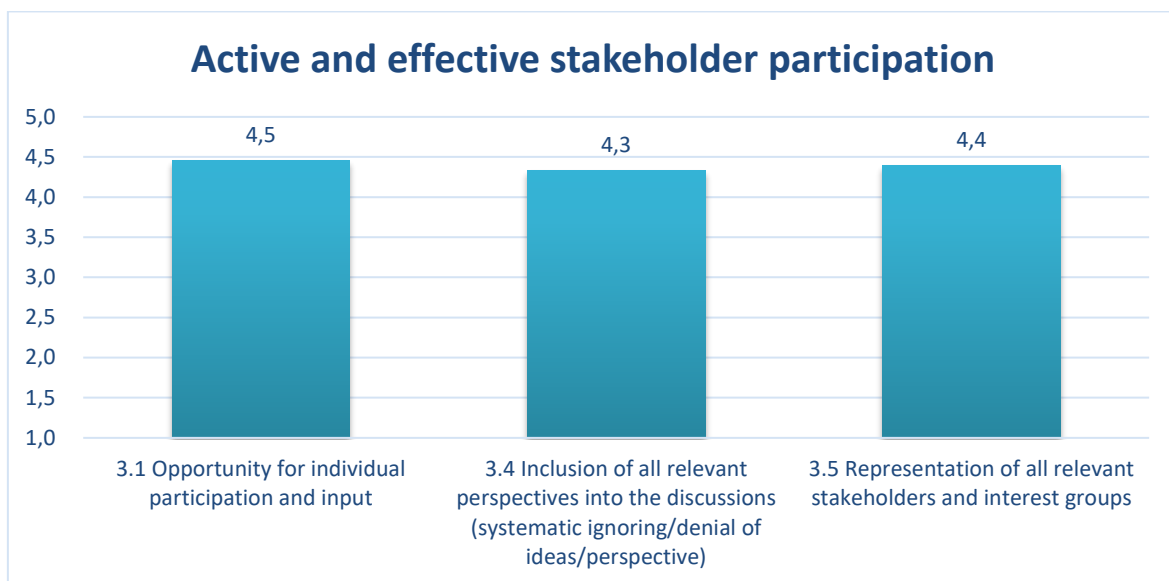 Active and effective stakeholder participation
5,0
4,5
4,0
3,5
3,0
2,5
2,0
1,5
1,0
4,5
4,3
4,4
3.1 Opportunity for individual
participation and input
3.4 Inclusion of all relevant
perspectives into the discussions
(systematic ignoring/denial of
ideas/perspective)
3.5 Representation of all relevant
stakeholders and interest groups